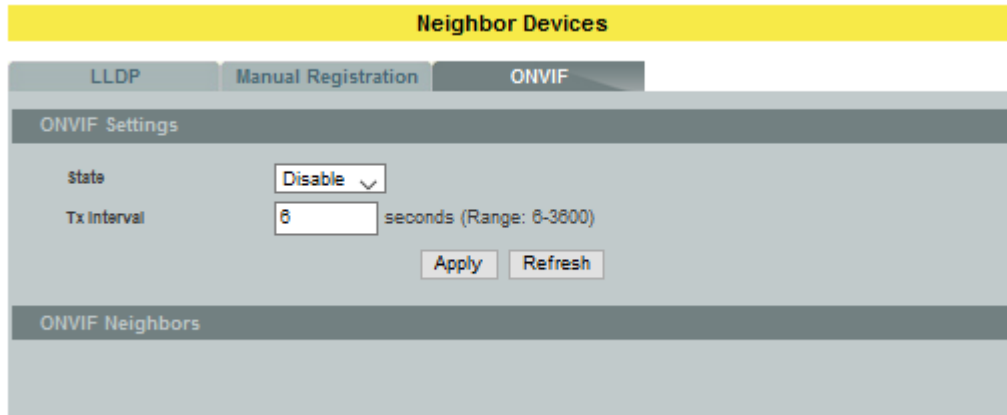 Neighbor Devices
LLDP Manual Registration ONVIF
ONVIF Settings
State Disable
Tx Interval 6 seconds (Range: 6-3600)
Apply Refresh
ONVIF Neighbors